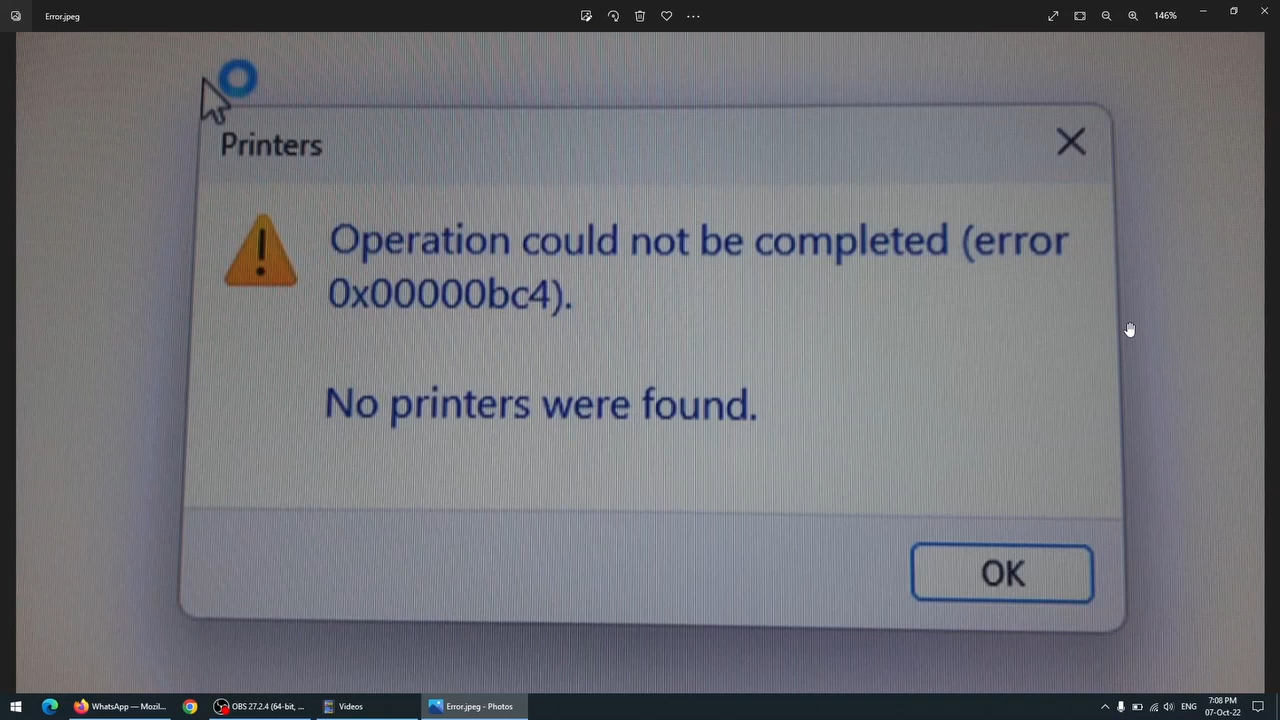 Error.jpeg
146%
Printers
Operation could not be completed (error
0x00000bc4).
No printers were found.
OK
WhatsApp — Mozil...
OBS 27.2.4 (64-bit, ...
Videos
Error.jpeg - Photos
ENG
7:08 PM
07-Oct-22